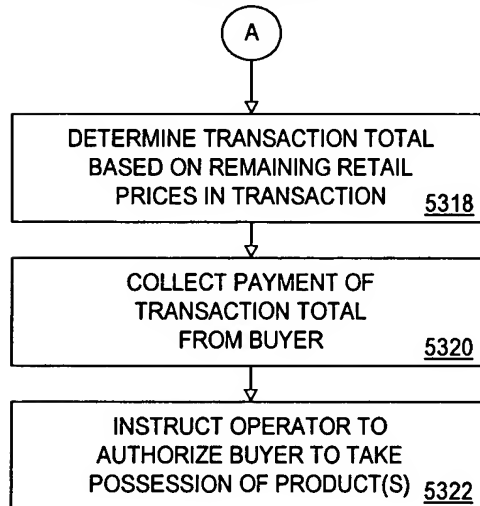 A
DETERMINE TRANSACTION TOTAL
BASED ON REMAINING RETAIL
PRICES IN TRANSACTION
5318
COLLECT PAYMENT OF
TRANSACTION TOTAL
FROM BUYER
5320
INSTRUCT OPERATOR TO
AUTHORIZE BUYER TO TAKE
POSSESSION OF PRODUCT(S)
5322